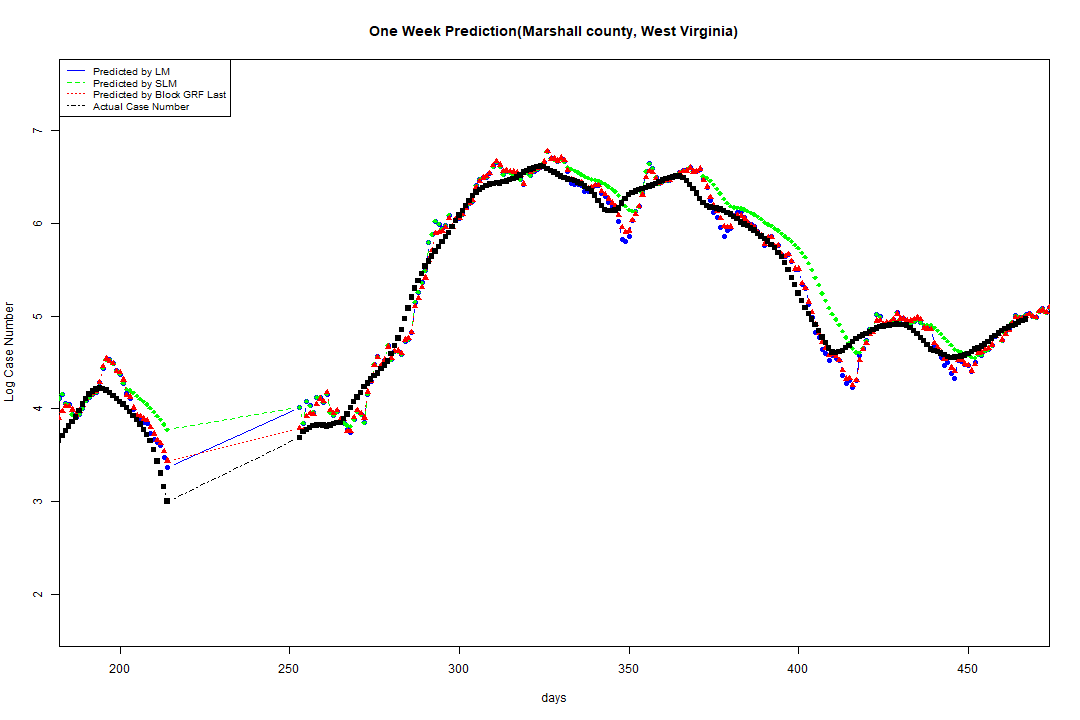 One Week Prediction(Marshall county, West Virginia)
Predicted by LM
Predicted by SLM
Predicted by Block GRF Last
Actual Case Number
Log Case Number
7
6
5
4
3
2
200 250 300 350 400 450
days